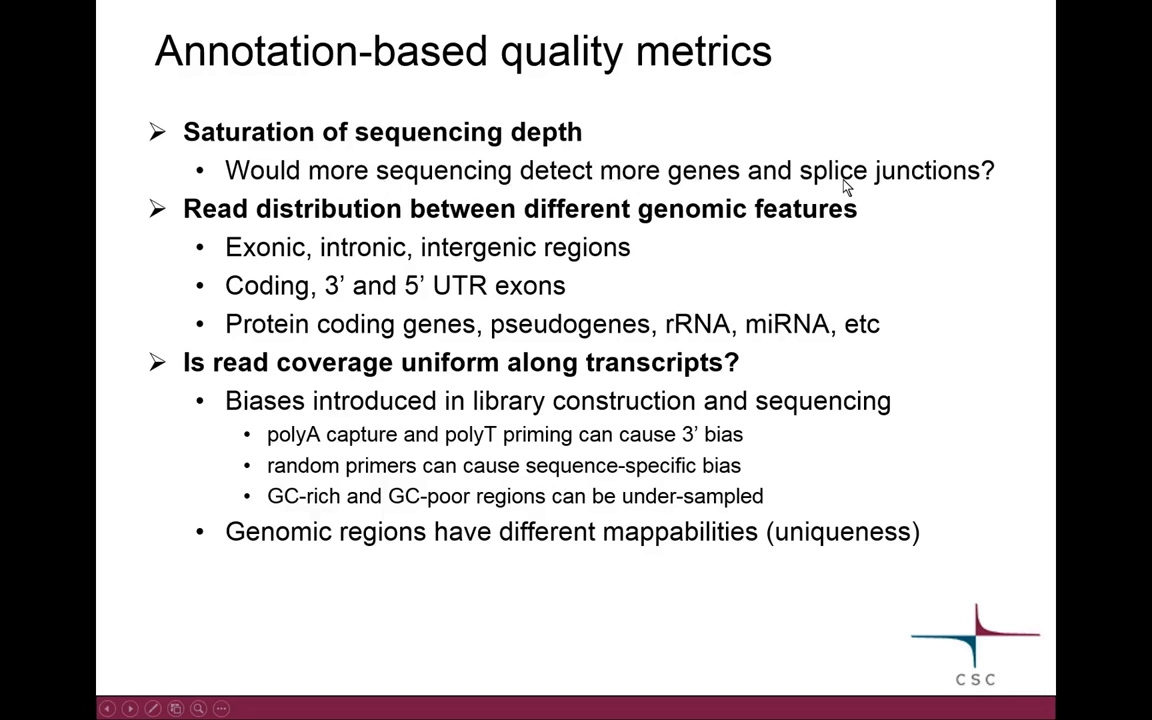 Annotation-based quality metrics
➢ Saturation of sequencing depth
• Would more sequencing detect more genes and splice junctions?
➢ Read distribution between different genomic features
• Exonic, intronic, intergenic regions
• Coding, 3’ and 5’ UTR exons
• Protein coding genes, pseudogenes, rRNA, miRNA, etc
➢ Is read coverage uniform along transcripts?
• Biases introduced in library construction and sequencing
• polyA capture and polyT priming can cause 3’ bias
• random primers can cause sequence-specific bias
• GC-rich and GC-poor regions can be under-sampled
• Genomic regions have different mappabilities (uniqueness)
CSC